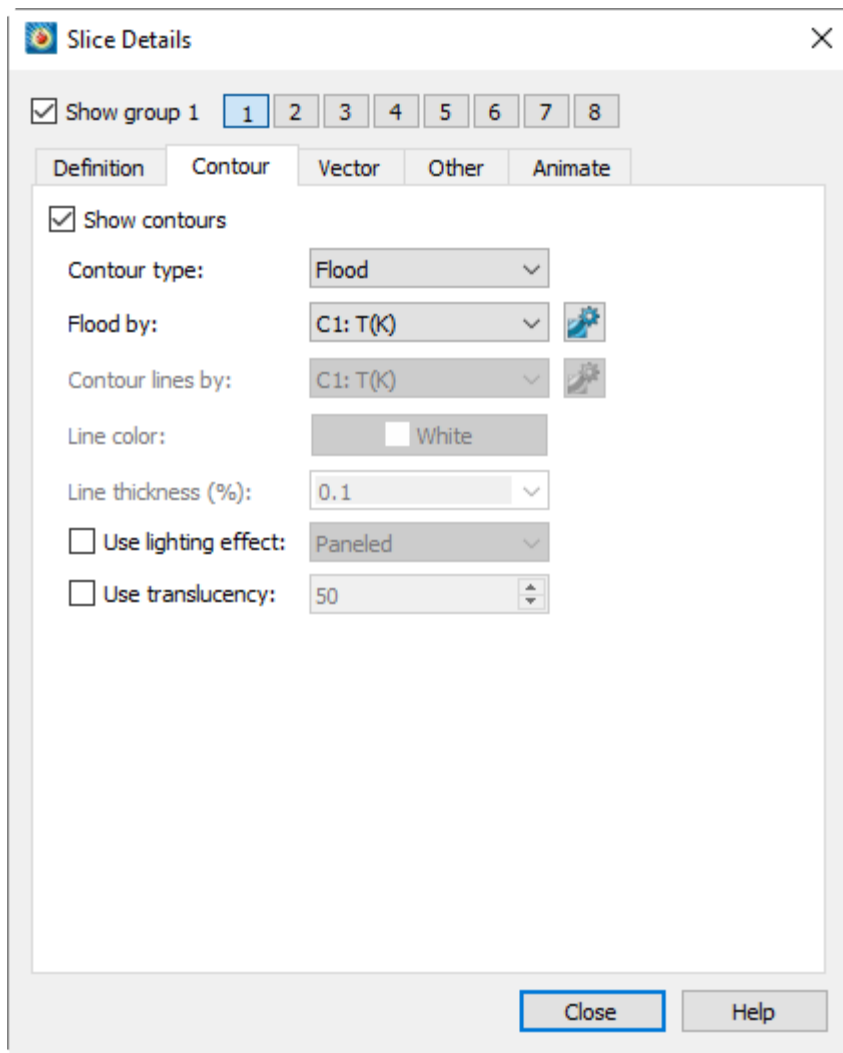 Slice Details
Show group 1 1 2 3 4 5 6 7 8
Definition Contour Vector Other Animate
Show contours
Contour type: Flood
Flood by: C1: T(K)
Contour lines by: C1: T(K)
Line color: White
Line thickness (%): 0.1
Use lighting effect: Paneled
Use translucency: 50
Close Help